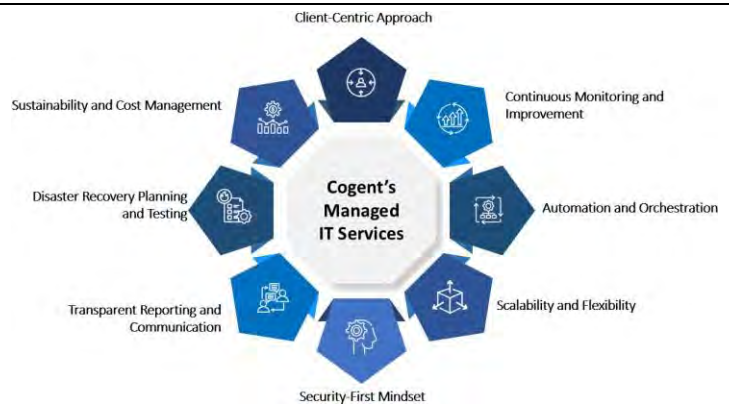 Client-Centric Approach
Continuous Monitoring and
Improvement
Automation and Orchestration
Scalability and Flexibility
Security-First Mindset
Transparent Reporting and
Communication
Disaster Recovery Planning
and Testing
Sustainability and Cost Management
Cogent's
Managed
IT Services